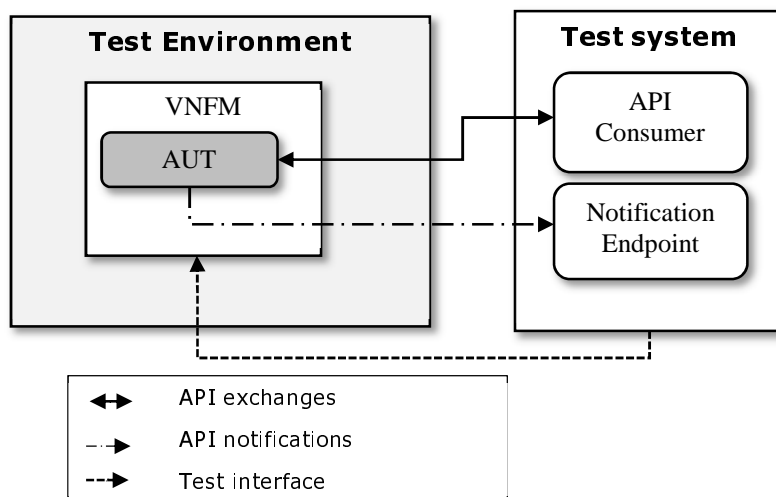 Test Environment
Test system
VNFM
AUT
API
Consumer
Notification
Endpoint
API exchanges
API notifications
Test interface